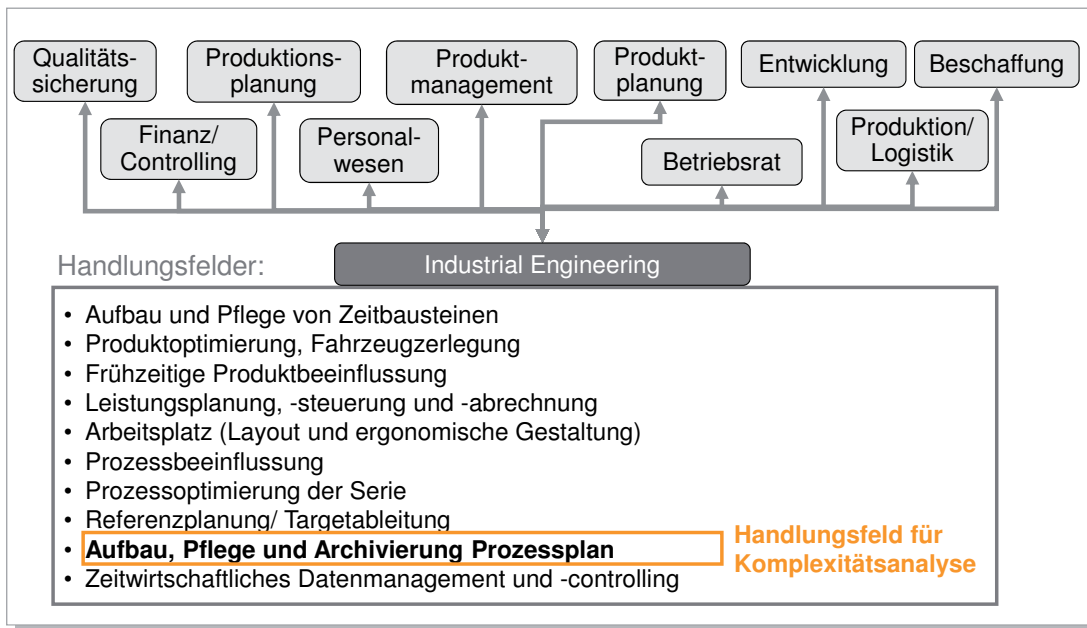 Qualitäts-
sicherung
Produktions-
planung
Produkt-
management
Produkt-
planung
Entwicklung
Beschaffung
Finanz/
Controlling
Personal-
wesen
Betriebsrat
Produktion/
Logistik
Handlungsfelder:
Industrial Engineering
• Aufbau und Pflege von Zeitbausteinen
• Produktoptimierung, Fahrzeugzerlegung
• Frühzeitige Produktbeeinflussung
• Leistungsplanung, -steuerung und -abrechnung
• Arbeitsplatz (Layout und ergonomische Gestaltung)
• Prozessbeeinflussung
• Prozessoptimierung der Serie
• Referenzplanung/ Targetableitung
• Aufbau, Pflege und Archivierung Prozessplan
• Zeitwirtschaftliches Datenmanagement und -controlling
Handlungsfeld für
Komplexitätsanalyse